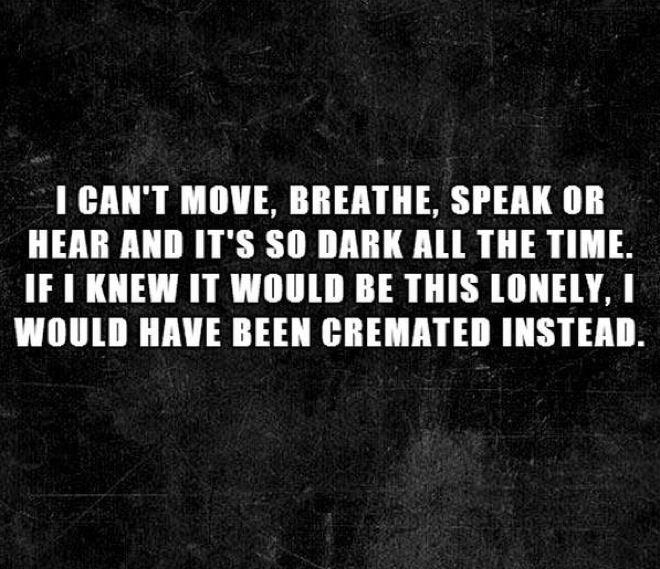 I CAN'T MOVE, BREATHE, SPEAK OR
HEAR AND IT'S SO DARK ALL THE TIME.
IF I KNEW IT WOULD BE THIS LONELY, I
WOULD HAVE BEEN CREMATED INSTEAD.